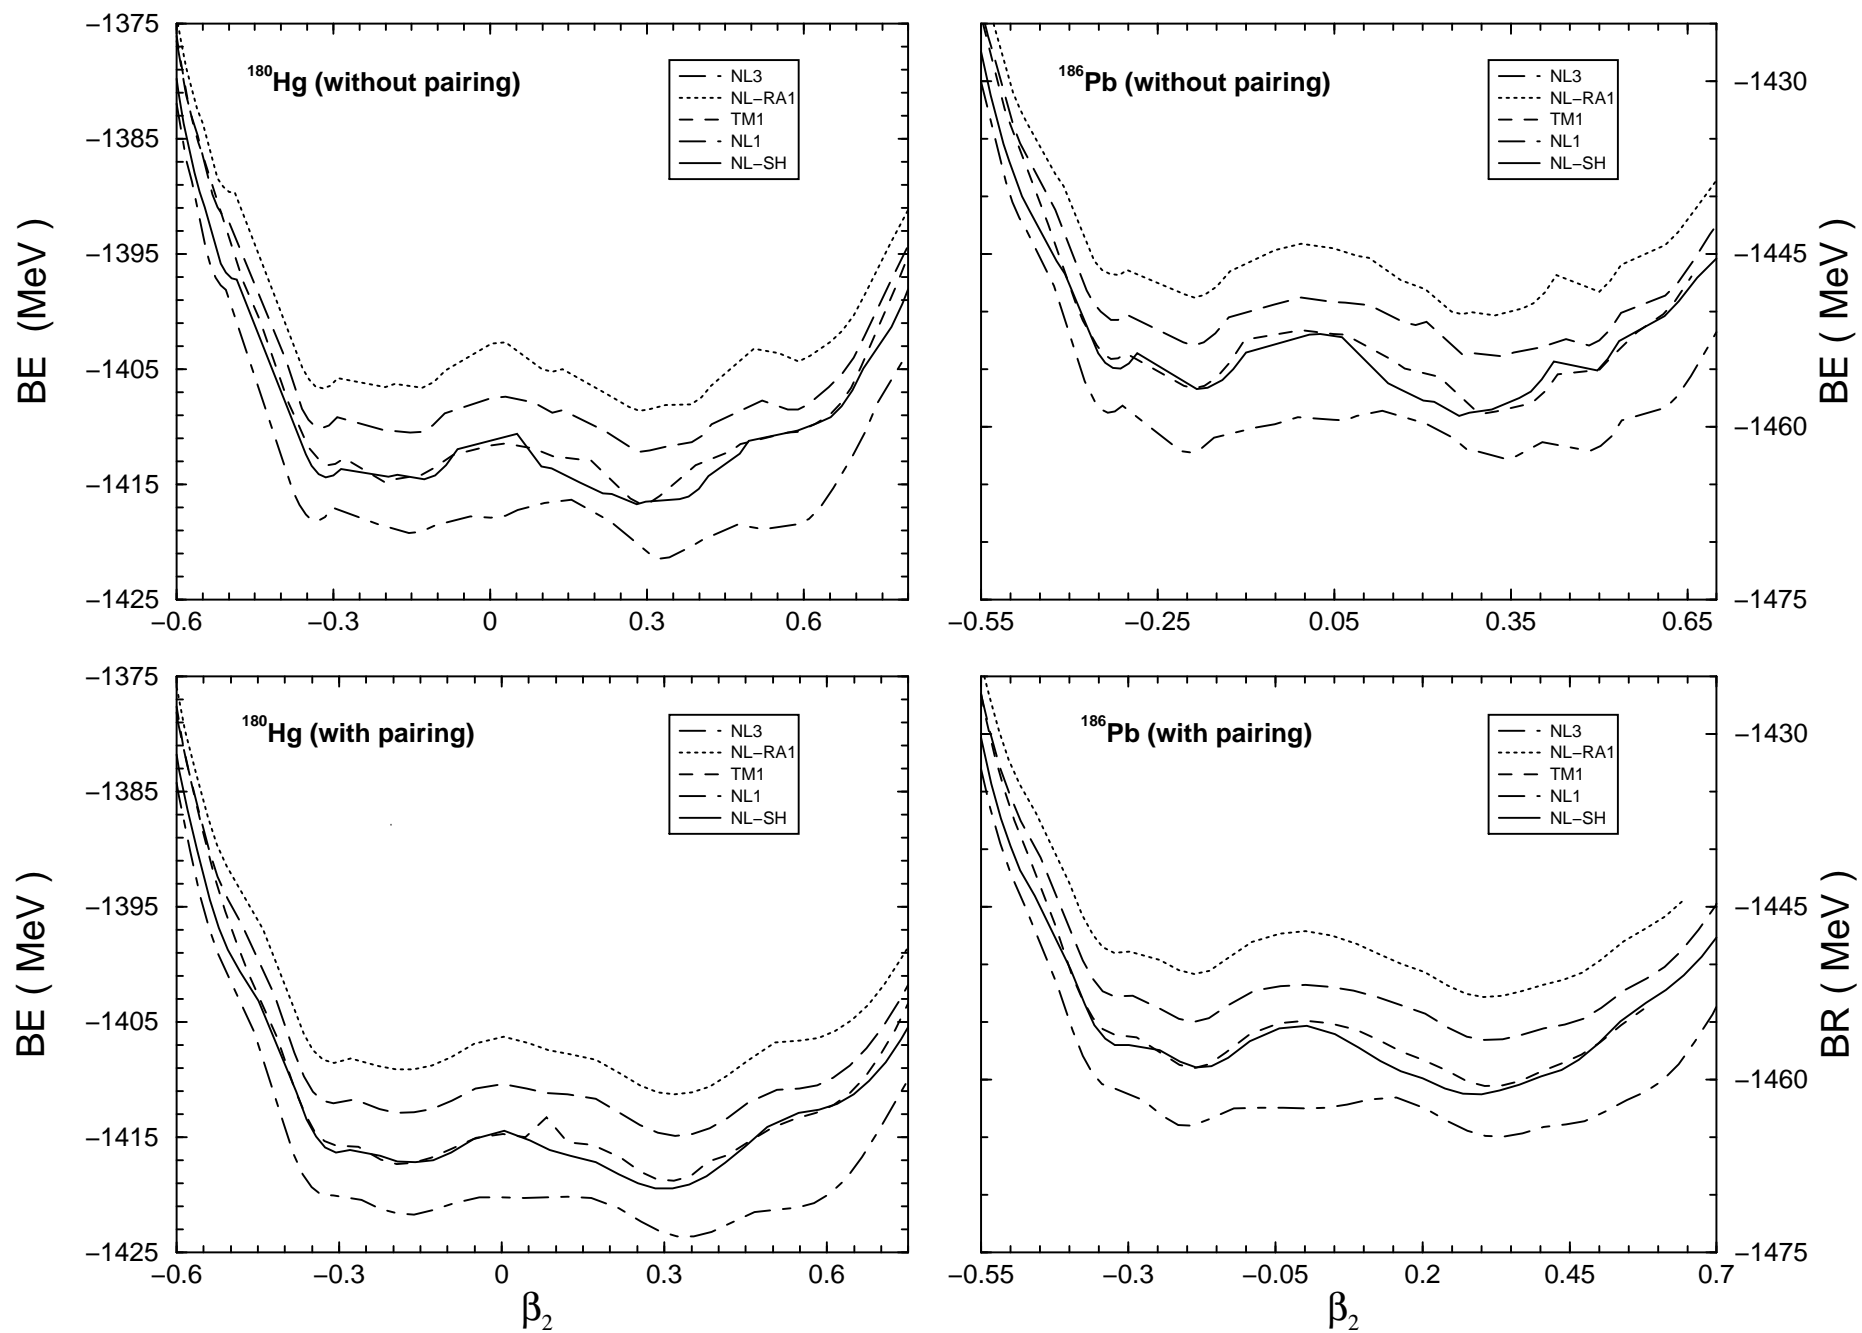 −1375
−1385
−1395
−1405
−1415
−1425
BE (MeV)
−0.6 −0.3 0 0.3 0.6
¹⁸⁰Hg (without pairing)
NL3
NL−RA1
TM1
NL1
NL−SH
¹⁸⁶Pb (without pairing)
NL3
NL−RA1
TM1
NL1
NL−SH
−1430
−1445
−1460
−1475
BE ( MeV )
−0.55 −0.25 0.05 0.35 0.65
−1375
−1385
−1395
−1405
−1415
−1425
BE ( MeV )
¹⁸⁰Hg (with pairing)
NL3
NL−RA1
TM1
NL1
NL−SH
−0.6 −0.3 0 0.3 0.6
β₂
¹⁸⁶Pb (with pairing)
NL3
NL−RA1
TM1
NL1
NL−SH
−1430
−1445
−1460
−1475
BR ( MeV )
−0.55 −0.3 −0.05 0.2 0.45 0.7
β₂